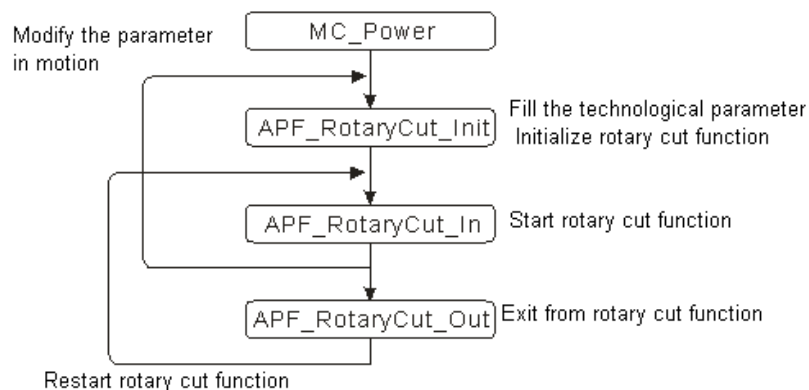 Modify the parameter
in motion
MC_Power
APF_RotaryCut_Init
Fill the technological parameter
Initialize rotary cut function
APF_RotaryCut_In
Start rotary cut function
APF_RotaryCut_Out
Exit from rotary cut function
Restart rotary cut function